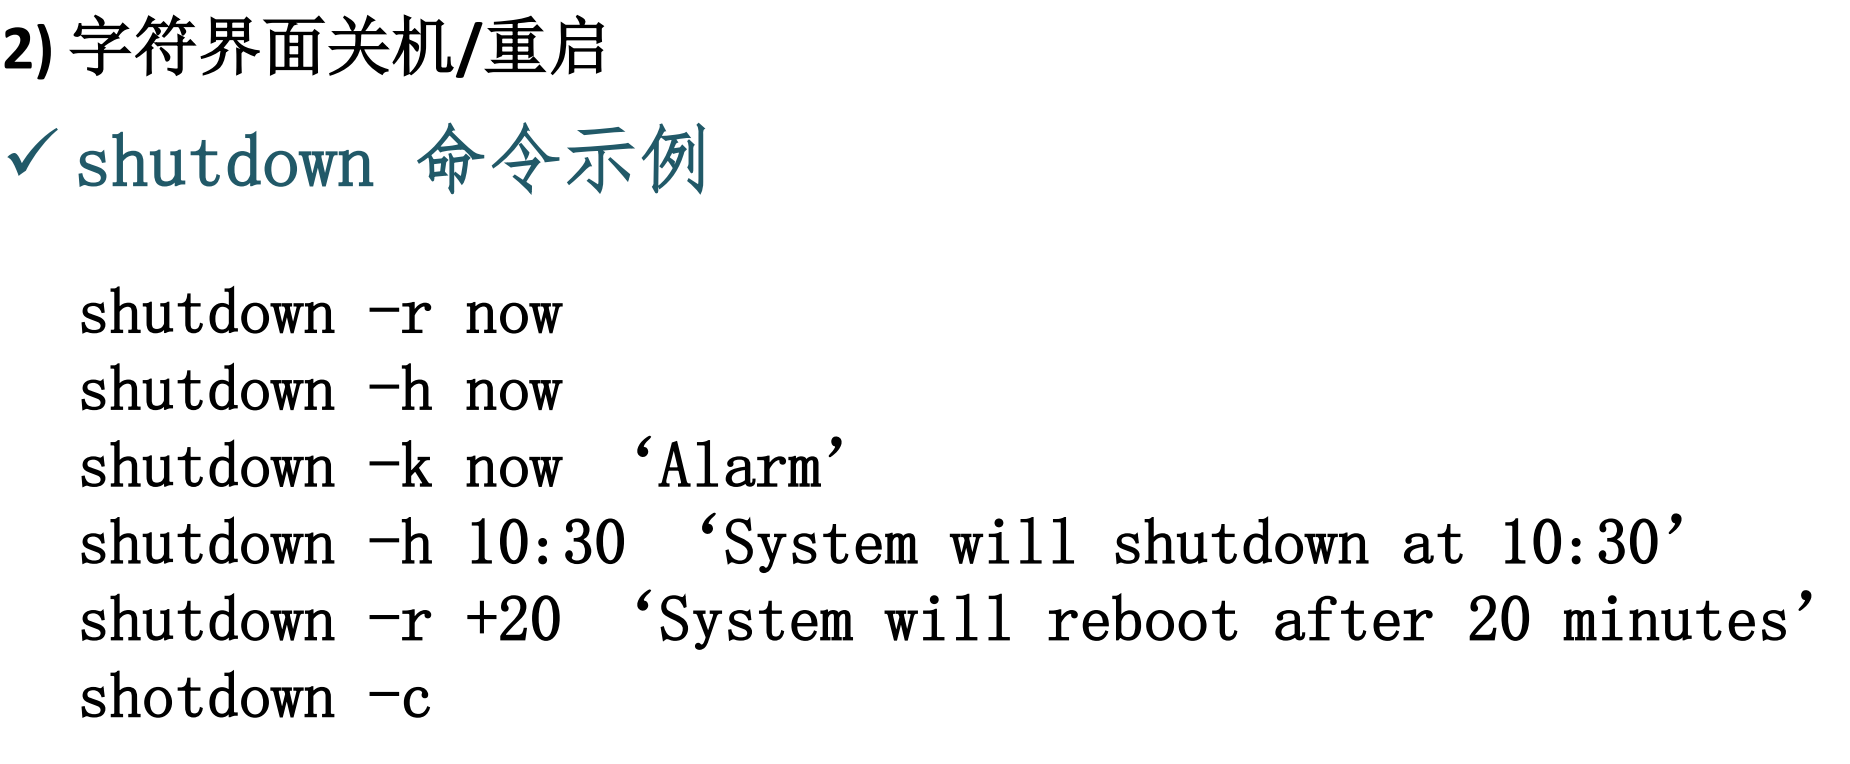 2) 字符界面关机/重启
✓ shutdown 命令示例
shutdown -r now
shutdown -h now
shutdown -k now ‘Alarm’
shutdown -h 10:30 ‘System will shutdown at 10:30’
shutdown -r +20 ‘System will reboot after 20 minutes’
shotdown -c